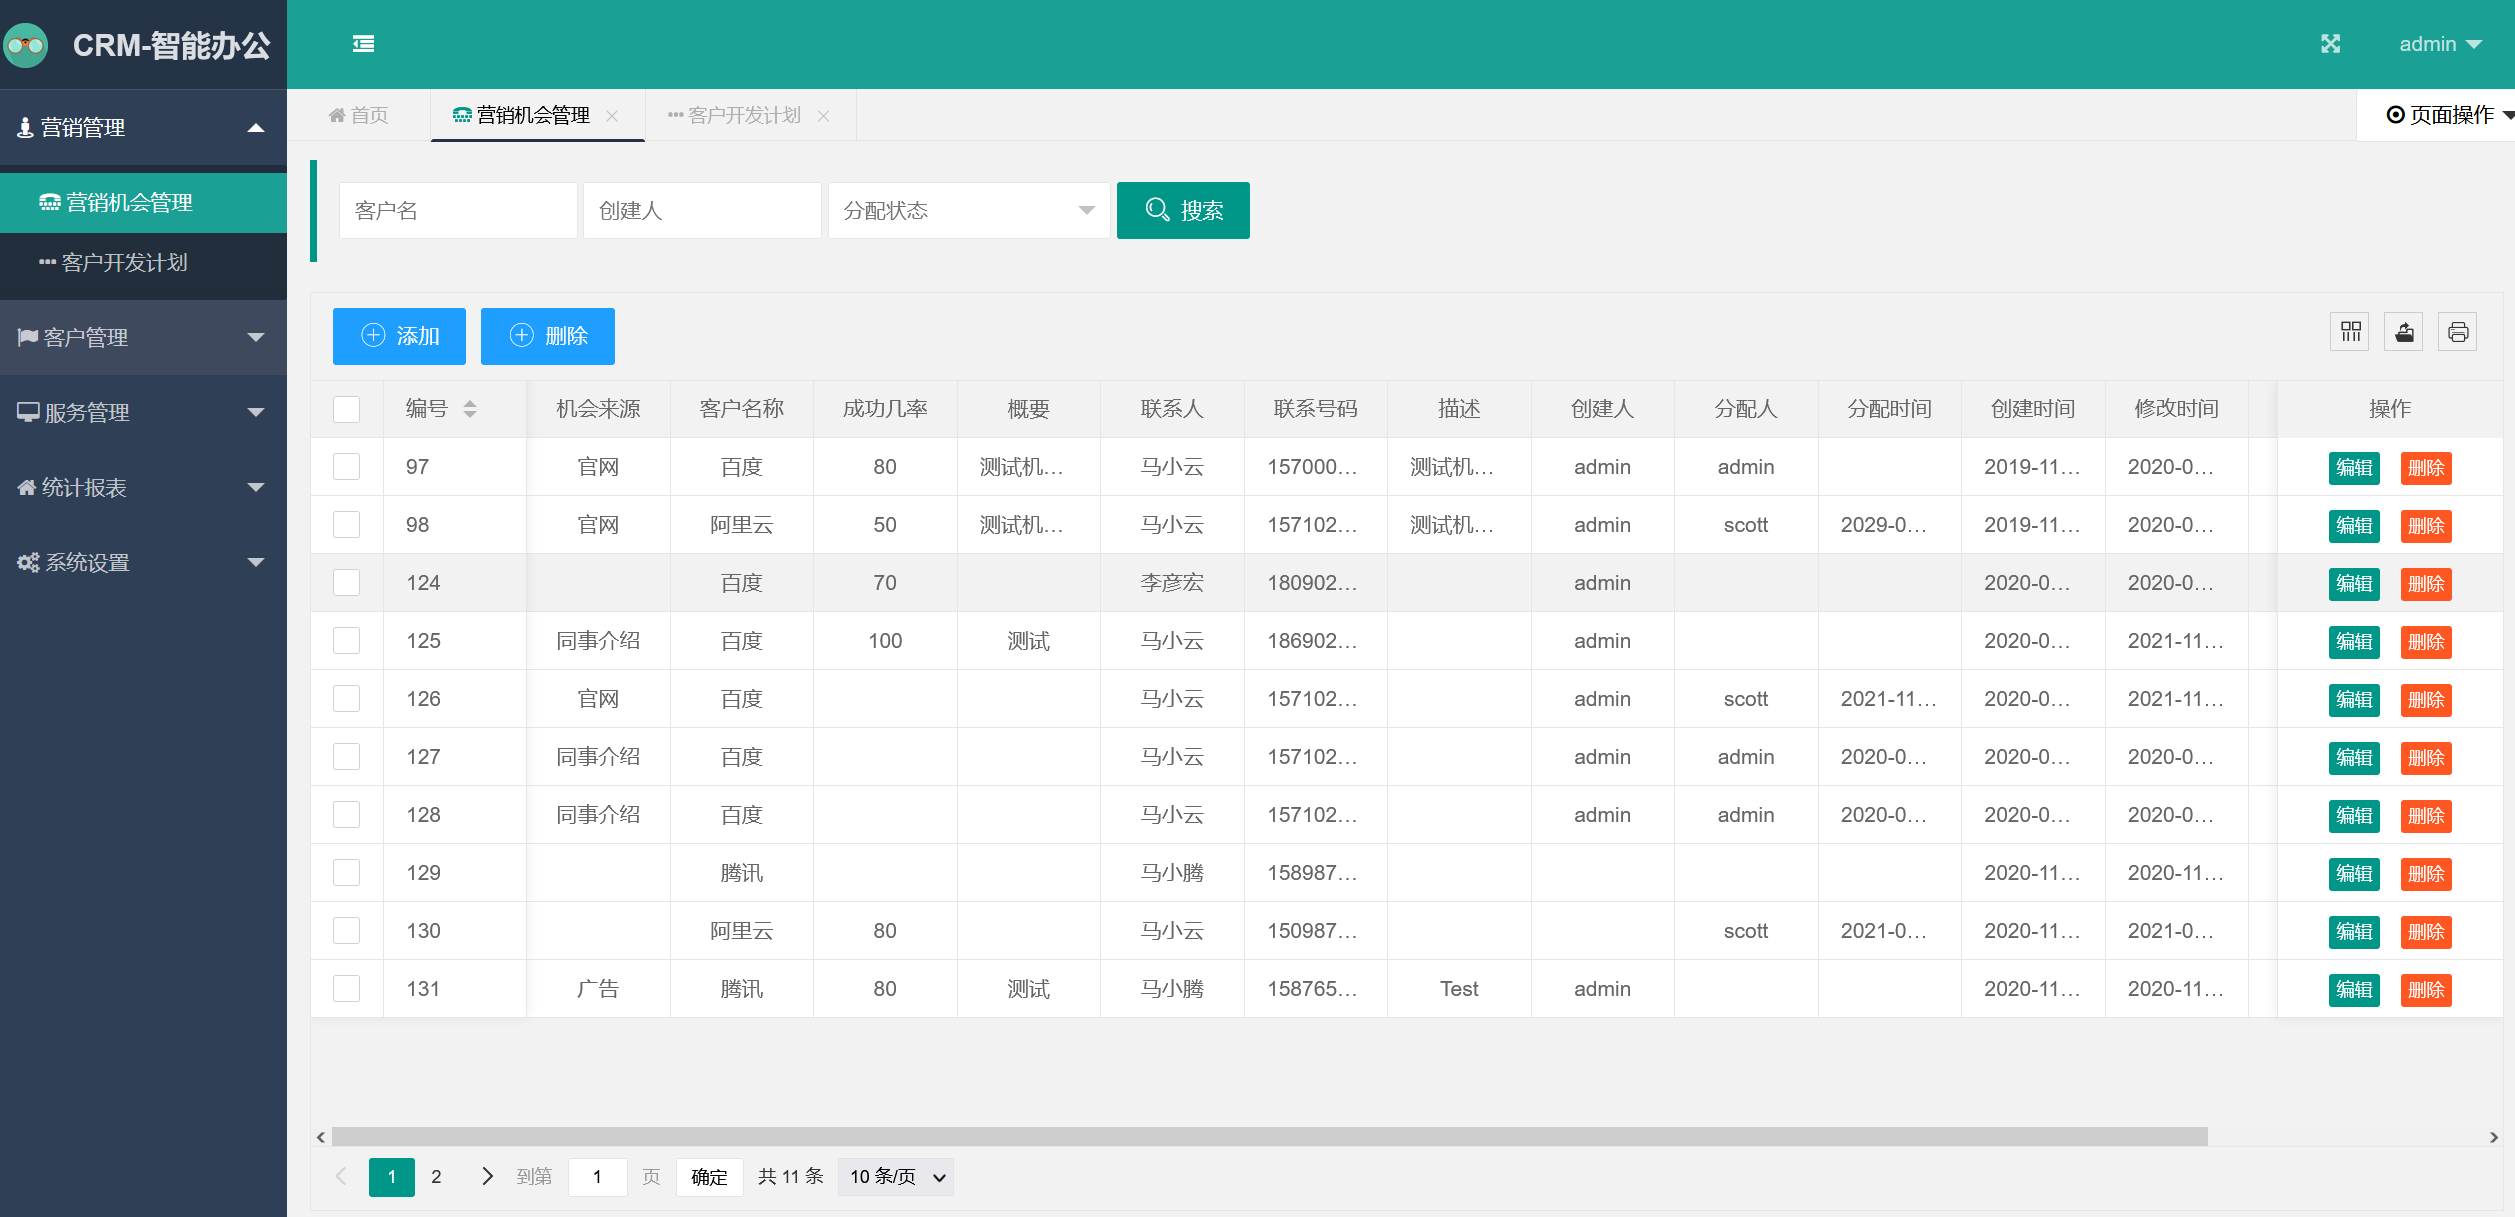 CRM-智能办公
admin
营销管理
营销机会管理
客户开发计划
客户管理
服务管理
统计报表
系统设置
首页 营销机会管理 客户开发计划 页面操作
客户名 创建人 分配状态 搜索
添加 删除
编号 机会来源 客户名称 成功几率 概要 联系人 联系号码 描述 创建人 分配人 分配时间 创建时间 修改时间 操作
97 官网 百度 80 测试机... 马小云 157000... 测试机... admin admin 2019-11... 2020-0... 编辑 删除
98 官网 阿里云 50 测试机... 马小云 157102... 测试机... admin scott 2029-0... 2019-11... 2020-0... 编辑 删除
124 百度 70 李彦宏 180902... admin 2020-0... 2020-0... 编辑 删除
125 同事介绍 百度 100 测试 马小云 186902... admin 2020-0... 2021-11... 编辑 删除
126 官网 百度 马小云 157102... admin scott 2021-11... 2020-0... 2021-11... 编辑 删除
127 同事介绍 百度 马小云 157102... admin admin 2020-0... 2020-0... 2020-0... 编辑 删除
128 同事介绍 百度 马小云 157102... admin admin 2020-0... 2020-0... 2020-0... 编辑 删除
129 腾讯 马小腾 158987... 2020-11... 2020-11... 编辑 删除
130 阿里云 80 马小云 150987... scott 2021-0... 2020-11... 2021-0... 编辑 删除
131 广告 腾讯 80 测试 马小腾 158765... Test admin 2020-11... 2020-11... 编辑 删除
1 2 到第 1 页 确定 共 11 条 10 条/页